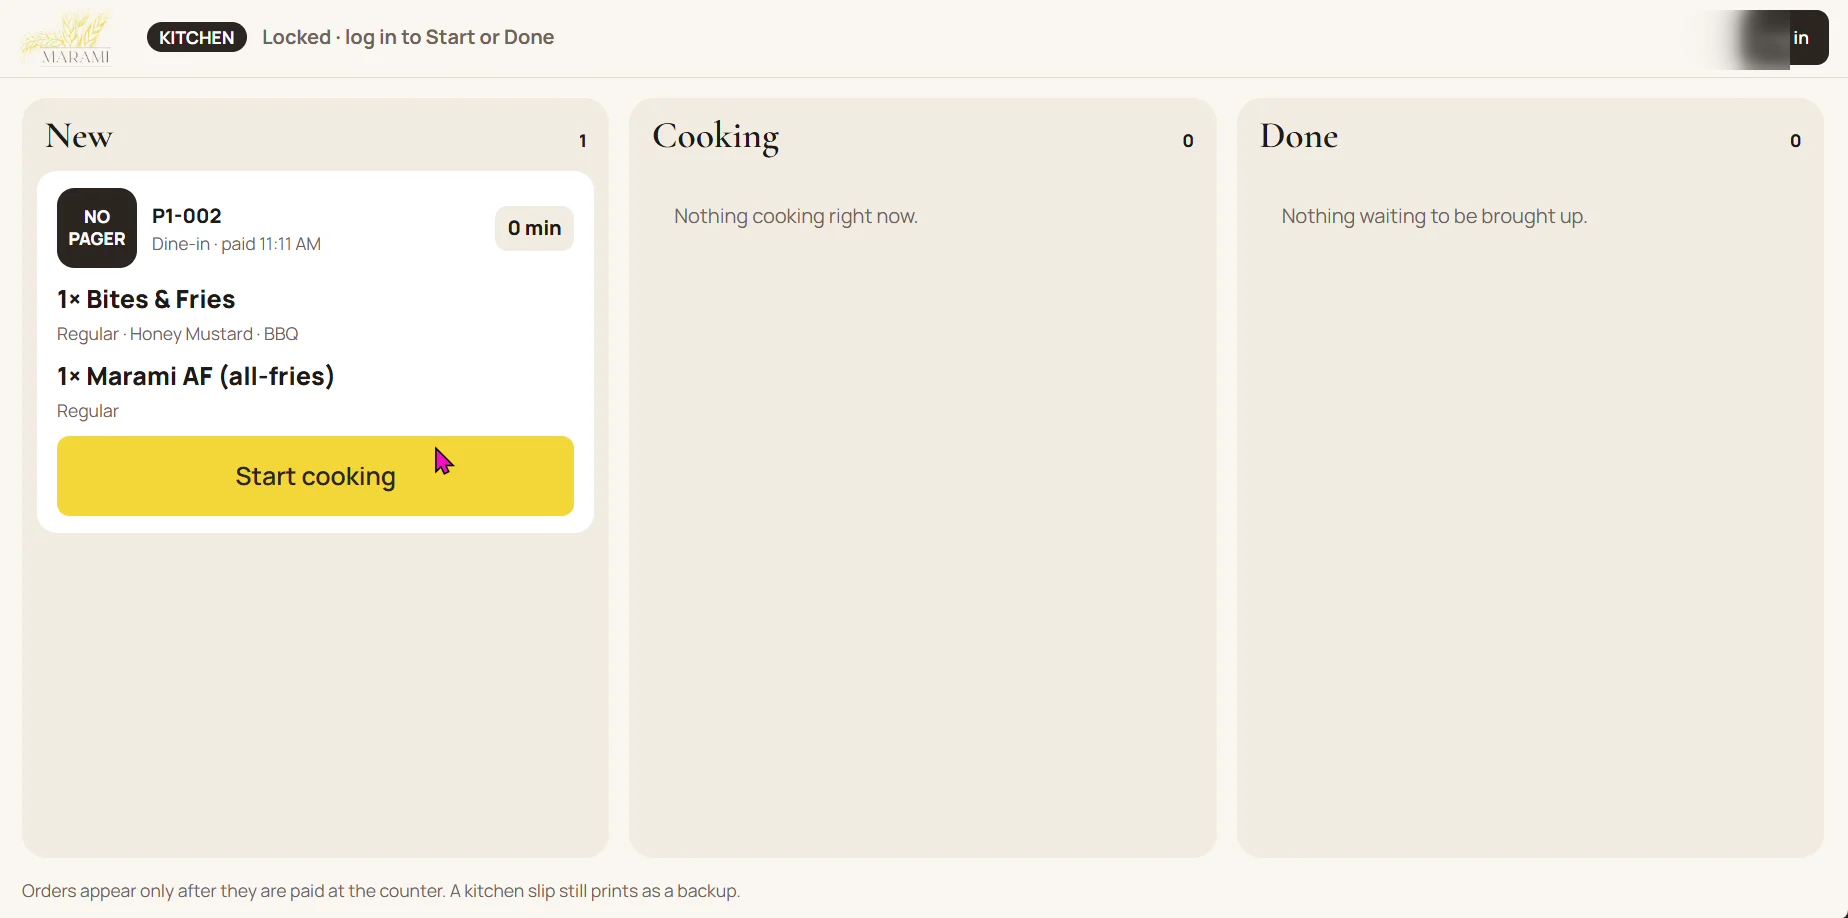 MARAMI
KITCHEN
Locked · log in to Start or Done
in
New
1
NO PAGER
P1-002
Dine-in · paid 11:11 AM
0 min
1× Bites & Fries
Regular · Honey Mustard · BBQ
1× Marami AF (all-fries)
Regular
Start cooking
Cooking
0
Nothing cooking right now.
Done
0
Nothing waiting to be brought up.
Orders appear only after they are paid at the counter. A kitchen slip still prints as a backup.